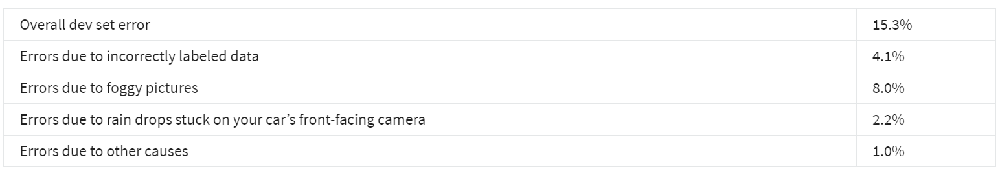 Overall dev set error 15.3%
Errors due to incorrectly labeled data 4.1%
Errors due to foggy pictures 8.0%
Errors due to rain drops stuck on your car’s front-facing camera 2.2%
Errors due to other causes 1.0%